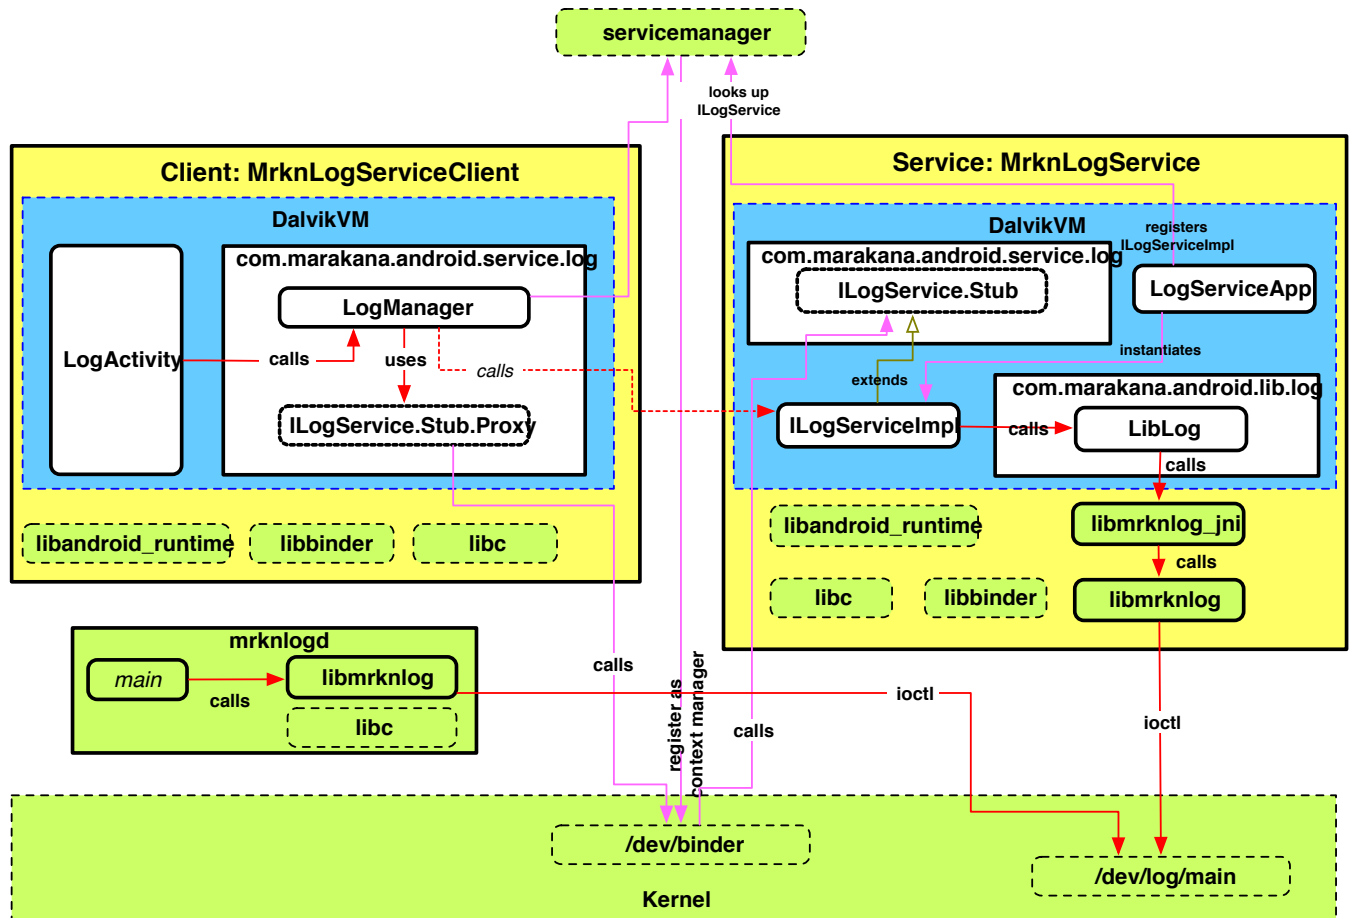 servicemanager
looks up
ILogService
Client: MrknLogServiceClient
DalvikVM
com.marakana.android.service.log
LogManager
LogActivity
calls
uses
calls
ILogService.Stub.Proxy
libandroid_runtime
libbinder
libc
Service: MrknLogService
DalvikVM
registers
ILogServiceImpl
com.marakana.android.service.log
ILogService.Stub
LogServiceApp
instantiates
extends
com.marakana.android.lib.log
ILogServiceImpl
calls
LibLog
calls
libandroid_runtime
libmrknlog_jni
calls
libc
libbinder
libmrknlog
mrknlogd
main
calls
libmrknlog
libc
calls
register as
context manager
calls
ioctl
ioctl
/dev/binder
/dev/log/main
Kernel